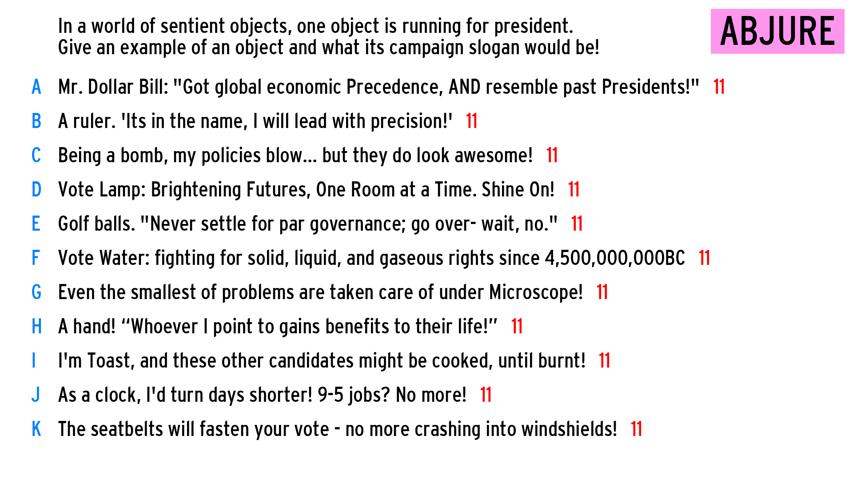 In a world of sentient objects, one object is running for president.
Give an example of an object and what its campaign slogan would be!
ABJURE
A Mr. Dollar Bill: "Got global economic Precedence, AND resemble past Presidents!" 11
B A ruler. 'Its in the name, I will lead with precision!' 11
C Being a bomb, my policies blow... but they do look awesome! 11
D Vote Lamp: Brightening Futures, One Room at a Time. Shine On! 11
E Golf balls. "Never settle for par governance; go over- wait, no." 11
F Vote Water: fighting for solid, liquid, and gaseous rights since 4,500,000,000BC 11
G Even the smallest of problems are taken care of under Microscope! 11
H A hand! “Whoever I point to gains benefits to their life!” 11
I I'm Toast, and these other candidates might be cooked, until burnt! 11
J As a clock, I'd turn days shorter! 9-5 jobs? No more! 11
K The seatbelts will fasten your vote - no more crashing into windshields! 11